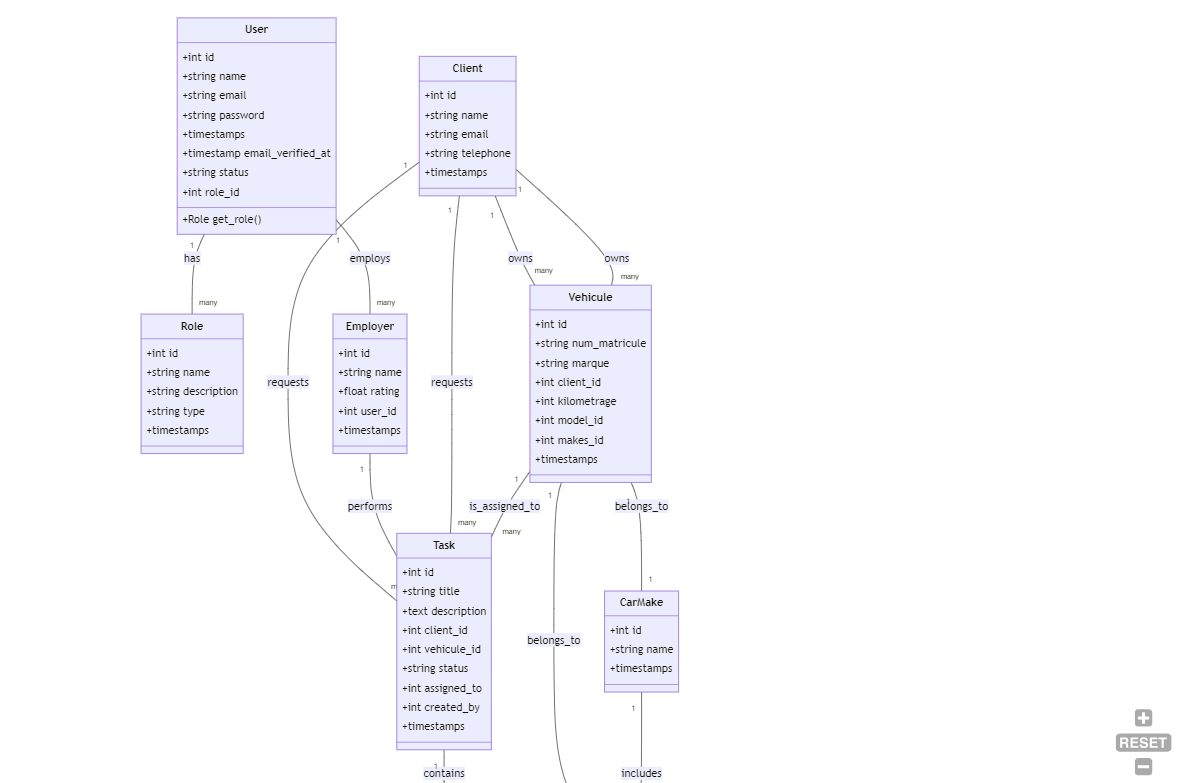 User
+int id
+string name
+string email
+string password
+timestamps
+timestamp email_verified_at
+string status
+int role_id
+Role get_role()
Client
+int id
+string name
+string email
+string telephone
+timestamps
1
1
1
1
1
1
has
employs
owns
owns
many
many
many
many
Role
+int id
+string name
+string description
+string type
+timestamps
Employer
+int id
+string name
+float rating
+int user_id
+timestamps
Vehicule
+int id
+string num_matricule
+string marque
+int client_id
+int kilometrage
+int model_id
+int makes_id
+timestamps
requests
requests
1
1
1
performs
is_assigned_to
belongs_to
many
many
Task
+int id
+string title
+text description
+int client_id
+int vehicule_id
+string status
+int assigned_to
+int created_by
+timestamps
1
CarMake
+int id
+string name
+timestamps
belongs_to
1
1
contains
includes
RESET